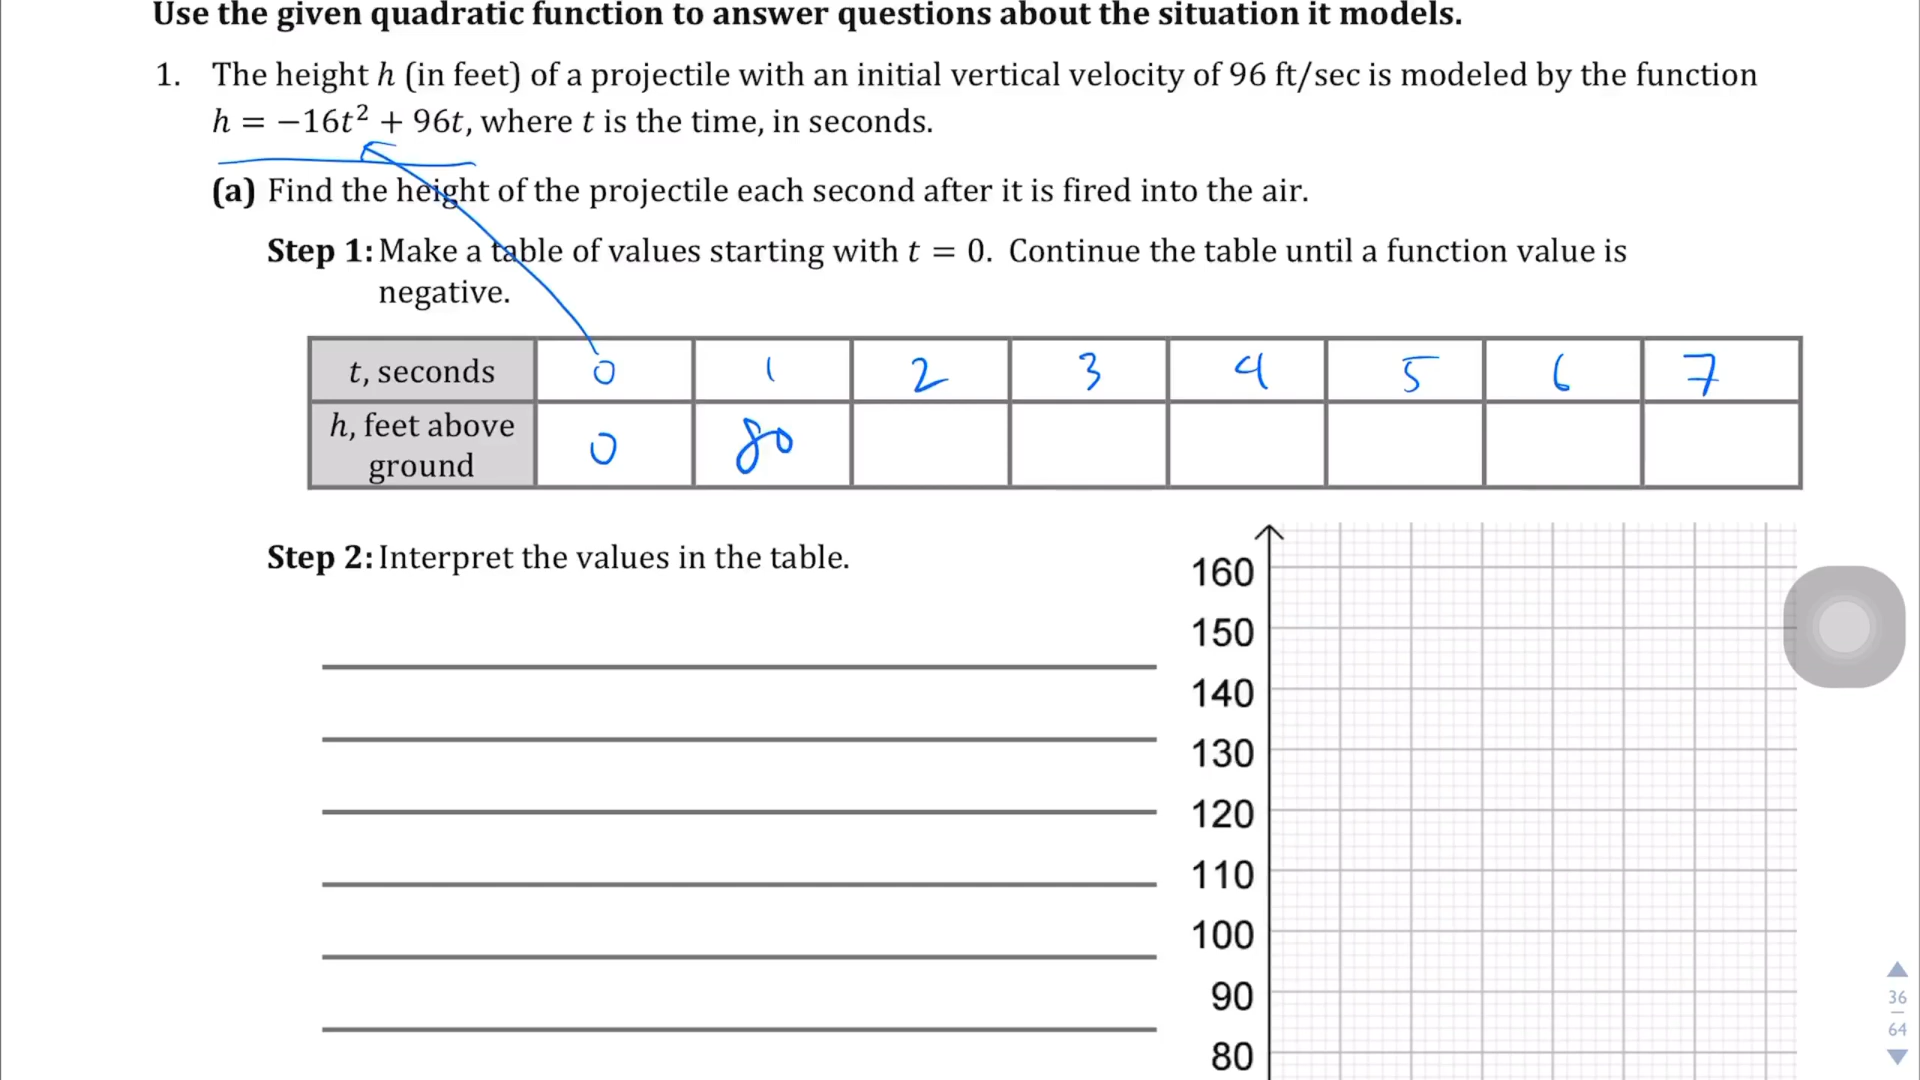 Use the given quadratic function to answer questions about the situation it models.
1. The height h (in feet) of a projectile with an initial vertical velocity of 96 ft/sec is modeled by the function
h = −16t² + 96t, where t is the time, in seconds.
(a) Find the height of the projectile each second after it is fired into the air.
Step 1: Make a table of values starting with t = 0. Continue the table until a function value is
negative.
t, seconds 0 1 2 3 4 5 6 7
h, feet above
ground 0 80
Step 2: Interpret the values in the table.
160
150
140
130
120
110
100
90
80
36
64